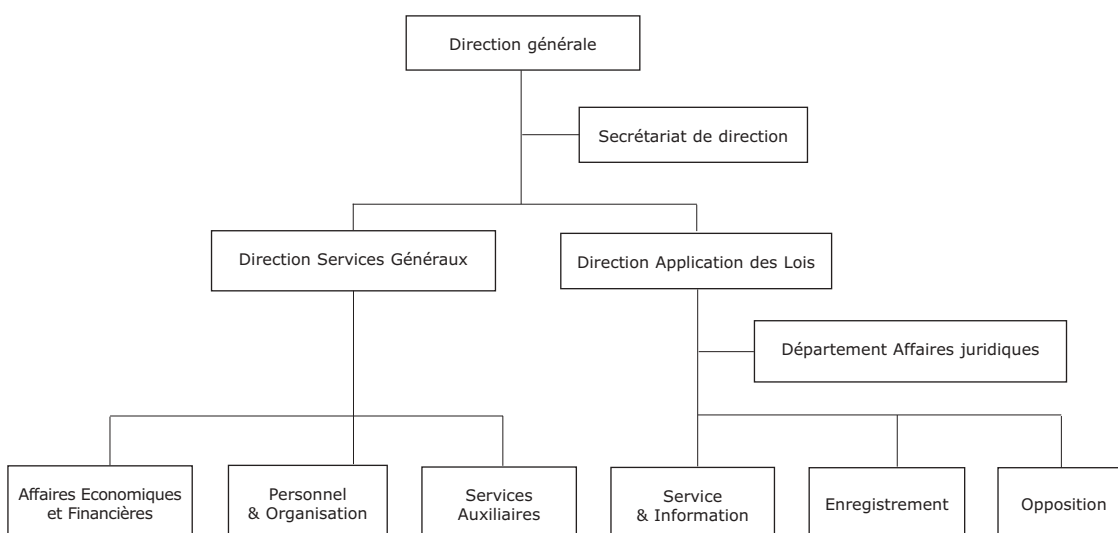 Direction générale
Secrétariat de direction
Direction Services Généraux
Direction Application des Lois
Département Affaires juridiques
Affaires Economiques
et Financières
Personnel
& Organisation
Services
Auxiliaires
Service
& Information
Enregistrement
Opposition